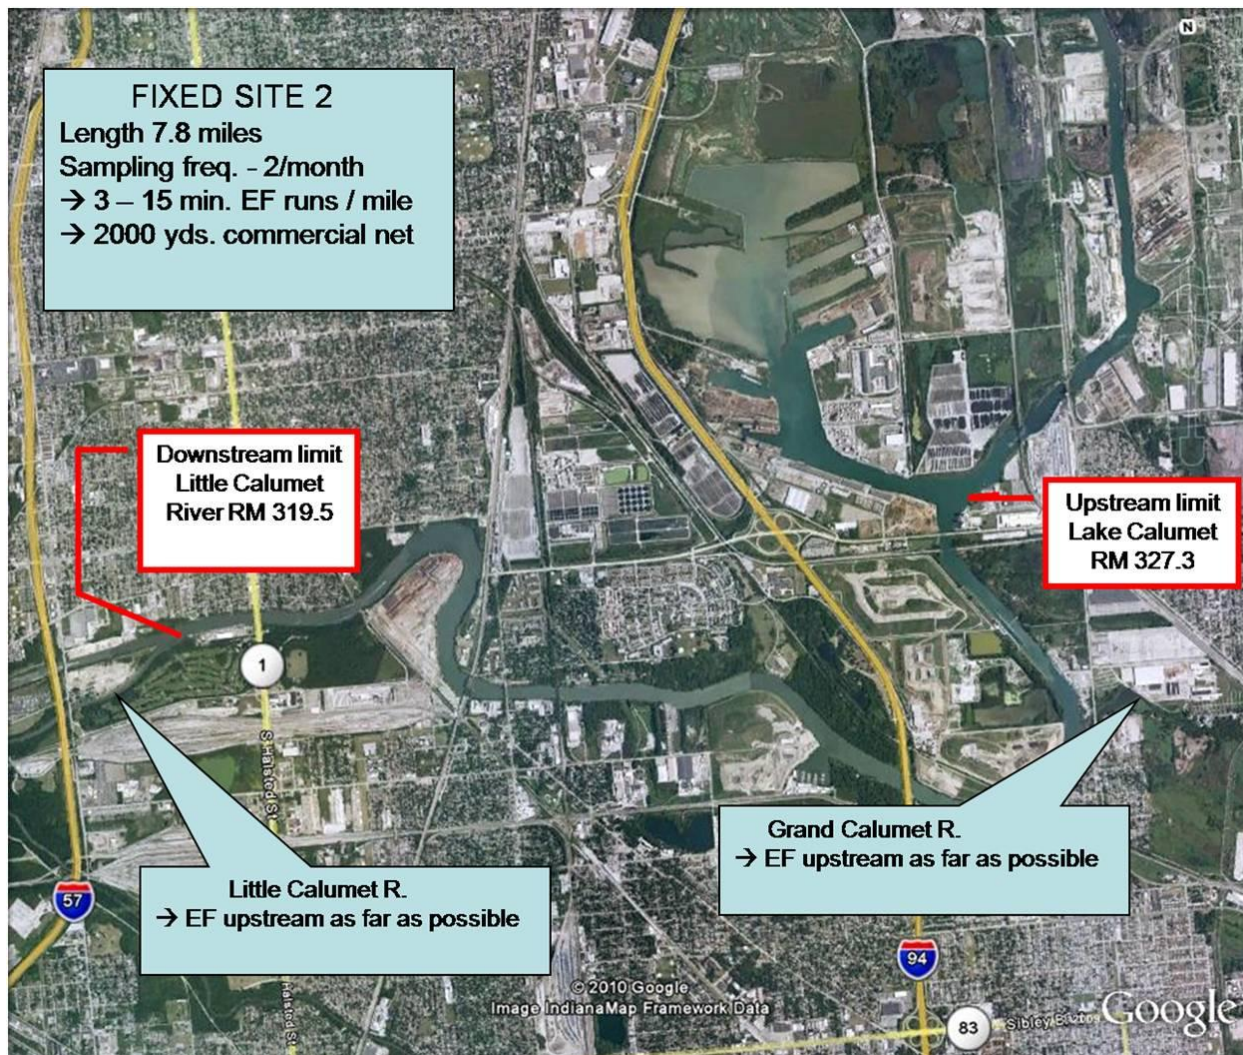 N
FIXED SITE 2
Length 7.8 miles
Sampling freq. - 2/month
→ 3 – 15 min. EF runs / mile
→ 2000 yds. commercial net
Downstream limit
Little Calumet
River RM 319.5
Upstream limit
Lake Calumet
RM 327.3
1
S Halsted St
Grand Calumet R.
→ EF upstream as far as possible
Little Calumet R.
→ EF upstream as far as possible
57
94
Halsted St
© 2010 Google
Image IndianaMap Framework Data
83
Sibley
Google